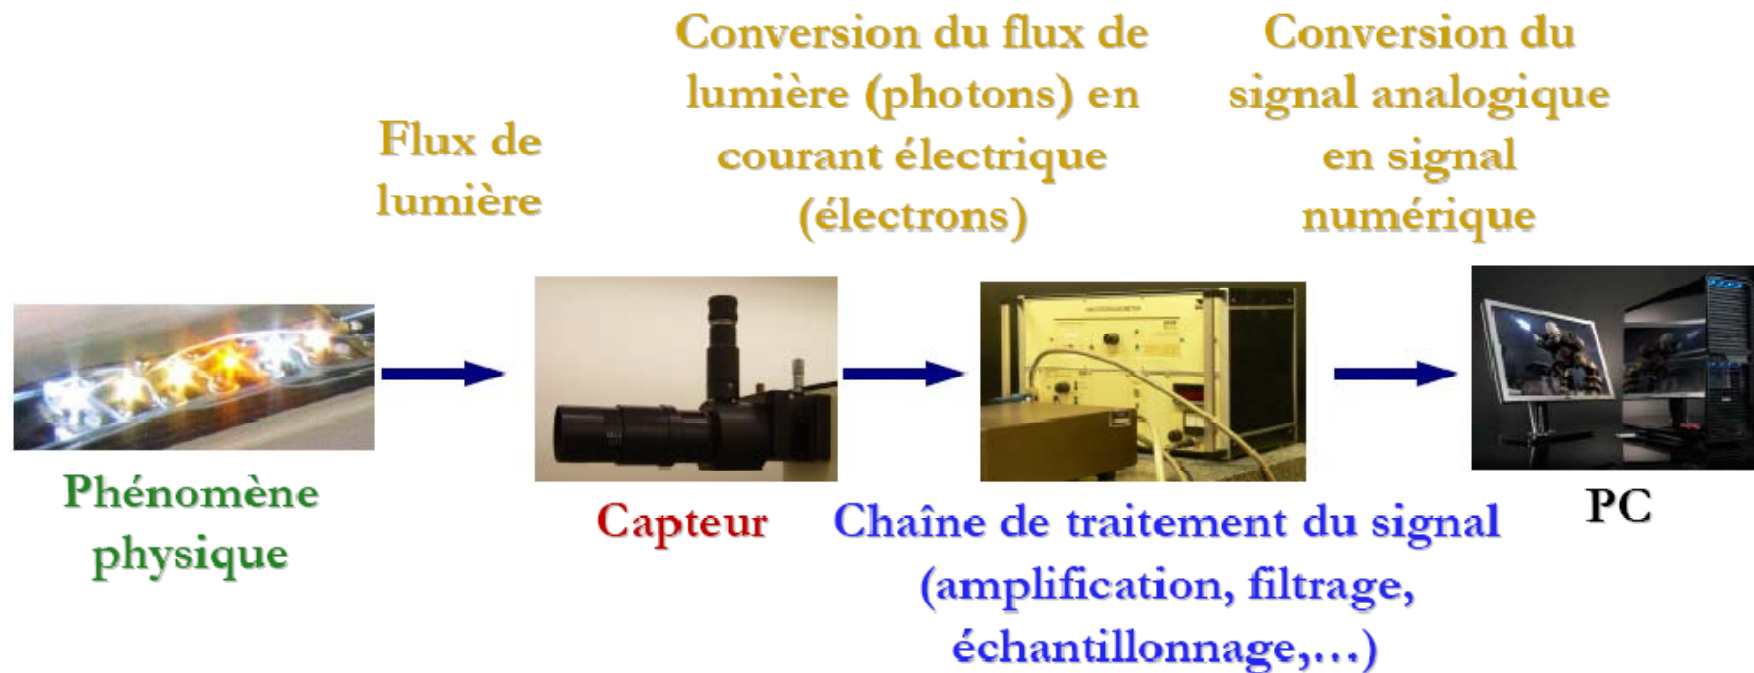 Flux de
lumière
Conversion du flux de
lumière (photons) en
courant électrique
(électrons)
Conversion du
signal analogique
en signal
numérique
Phénomène
physique
Capteur
Chaîne de traitement du signal
(amplification, filtrage,
échantillonnage,…)
PC